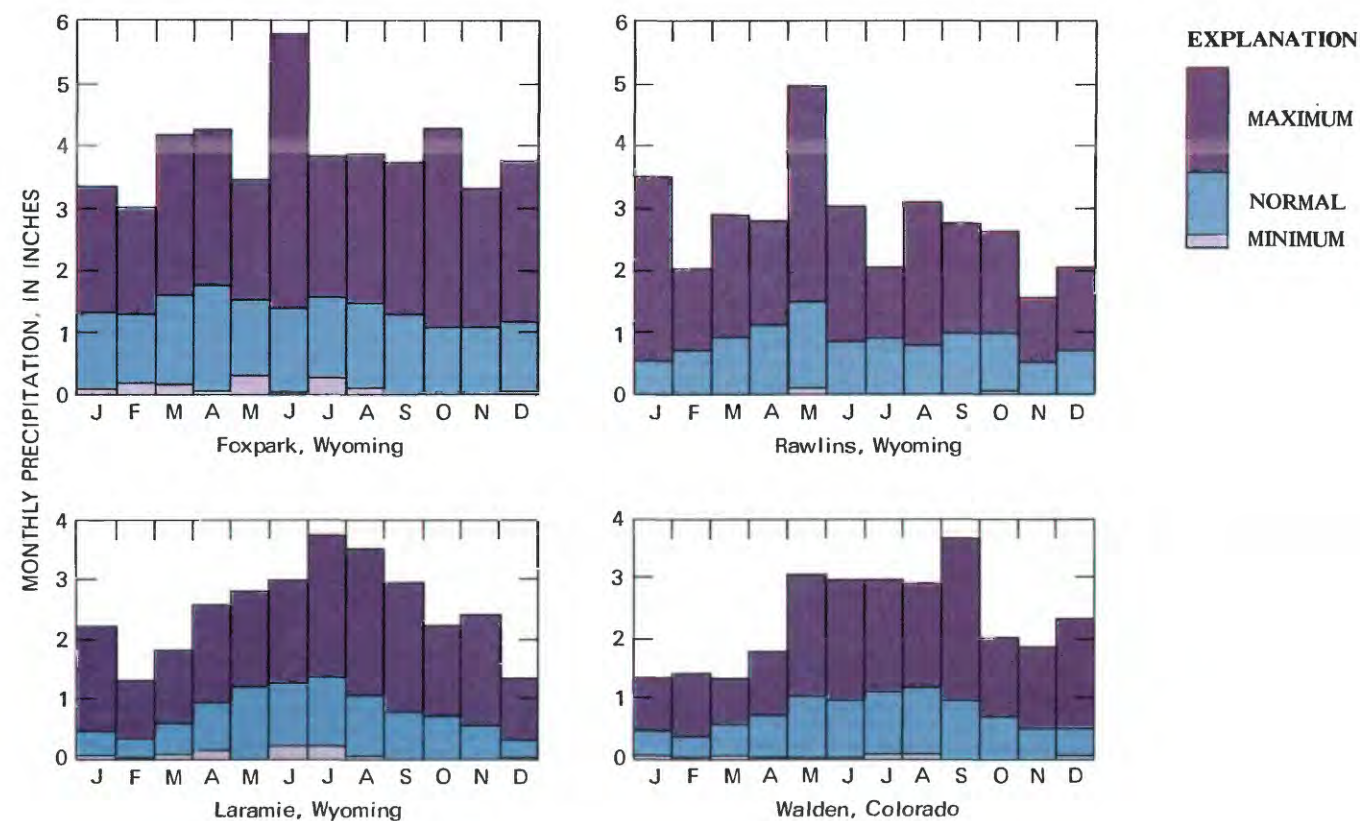 MONTHLY PRECIPITATION, IN INCHES
6
5
4
3
2
1
0
J F M A M J J A S O N D
Foxpark, Wyoming
6
5
4
3
2
1
0
J F M A M J J A S O N D
Rawlins, Wyoming
EXPLANATION
MAXIMUM
NORMAL
MINIMUM
4
3
2
1
0
J F M A M J J A S O N D
Laramie, Wyoming
4
3
2
1
0
J F M A M J J A S O N D
Walden, Colorado